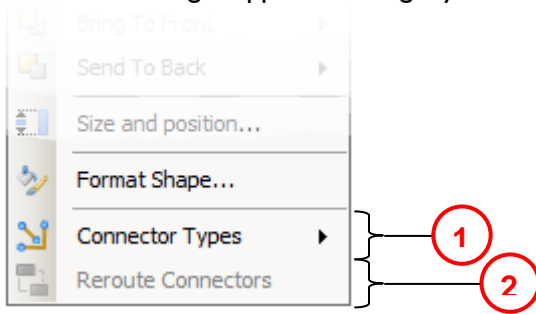 Bring To Front
Send To Back
Size and position...
Format Shape...
Connector Types
1
Reroute Connectors
2